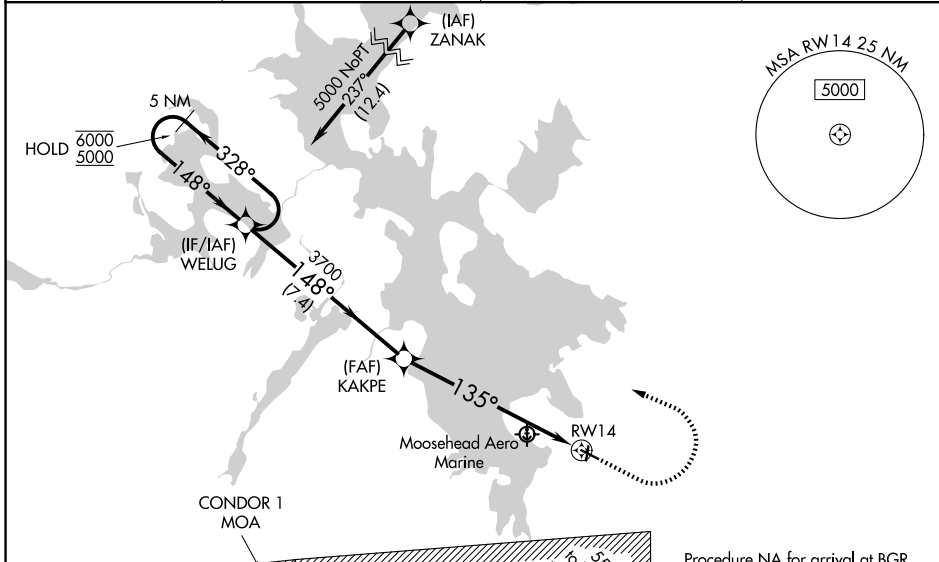 (IAF)
ZANAK
5000 NoPT
237°
(12.4)
MSA RW14 25 NM
5000
5 NM
HOLD
6000
5000
328°
148°
(IF/IAF)
WELUG
3700
148°
(7.4)
(FAF)
KAKPE
135°
RW14
Moosehead Aero
Marine
CONDOR 1
MOA
to
Procedure NA for arrival at BGR